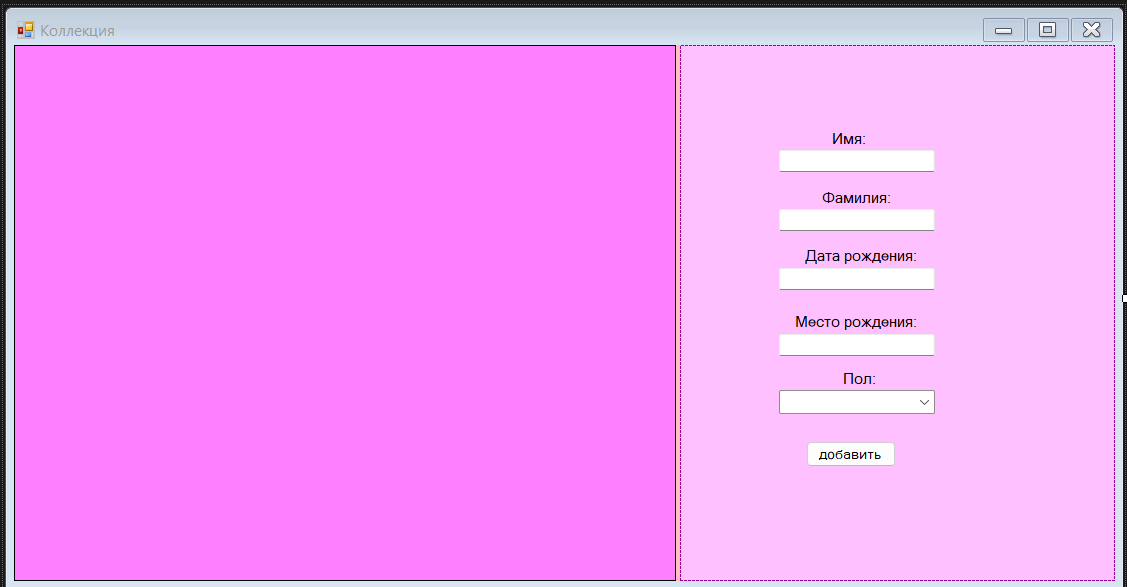 Коллекция
Имя:
Фамилия:
Дата рождения:
Место рождения:
Пол:
добавить